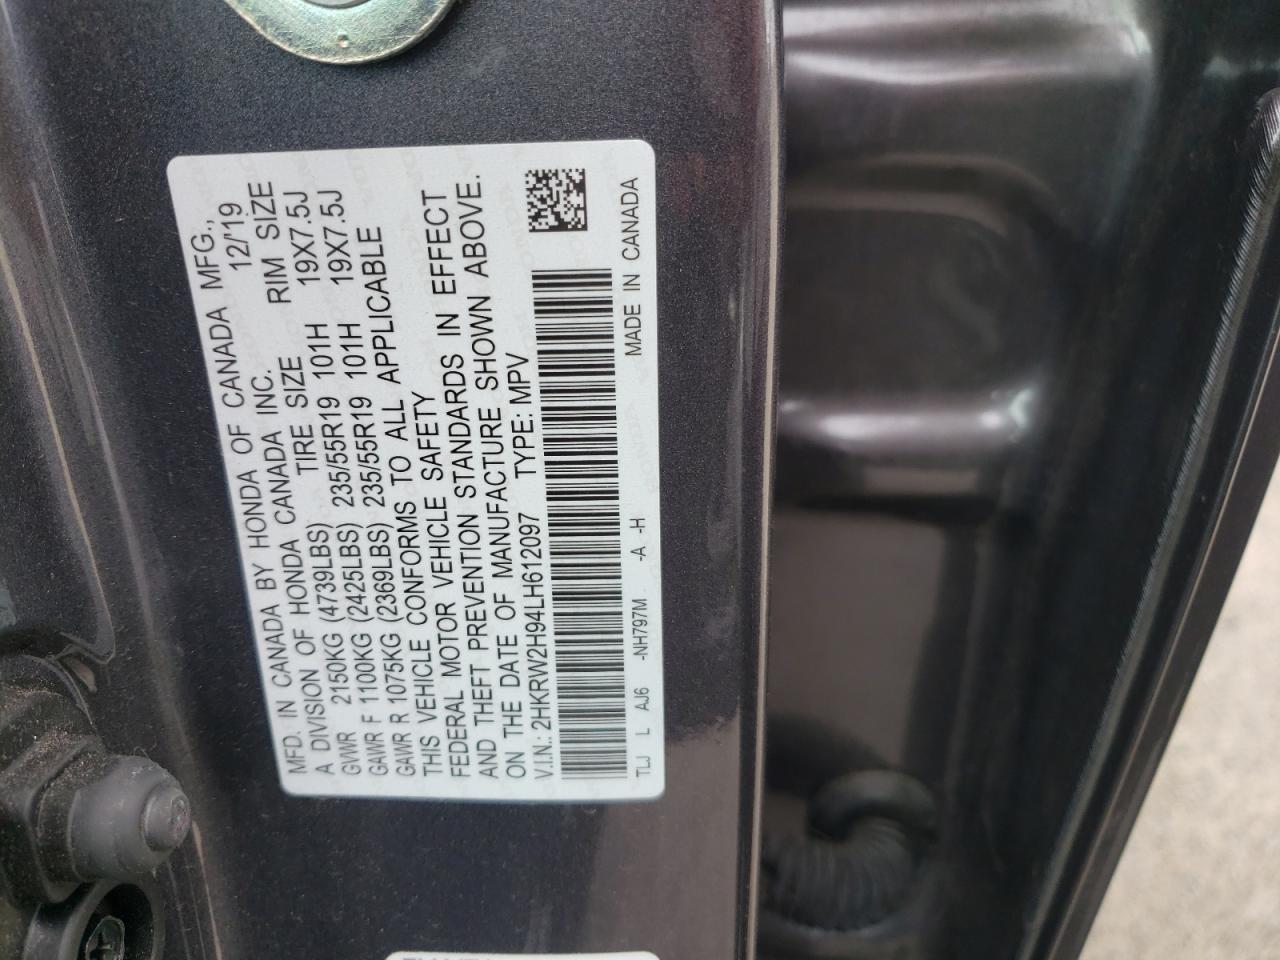 MFD. IN CANADA BY HONDA OF CANADA MFG.,
A DIVISION OF HONDA CANADA INC. 12/'19
GVWR 2150KG (4739LBS) TIRE SIZE RIM SIZE
GAWR F 1100KG (2425LBS) 235/55R19 101H 19X7.5J
GAWR R 1075KG (2369LBS) 235/55R19 101H 19X7.5J
THIS VEHICLE CONFORMS TO ALL APPLICABLE
FEDERAL MOTOR VEHICLE SAFETY
AND THEFT PREVENTION STANDARDS IN EFFECT
ON THE DATE OF MANUFACTURE SHOWN ABOVE.
V.I.N.: 2HKRW2H94LH612097 TYPE: MPV
TLJ L AJ6 -NH797M -A -H MADE IN CANADA